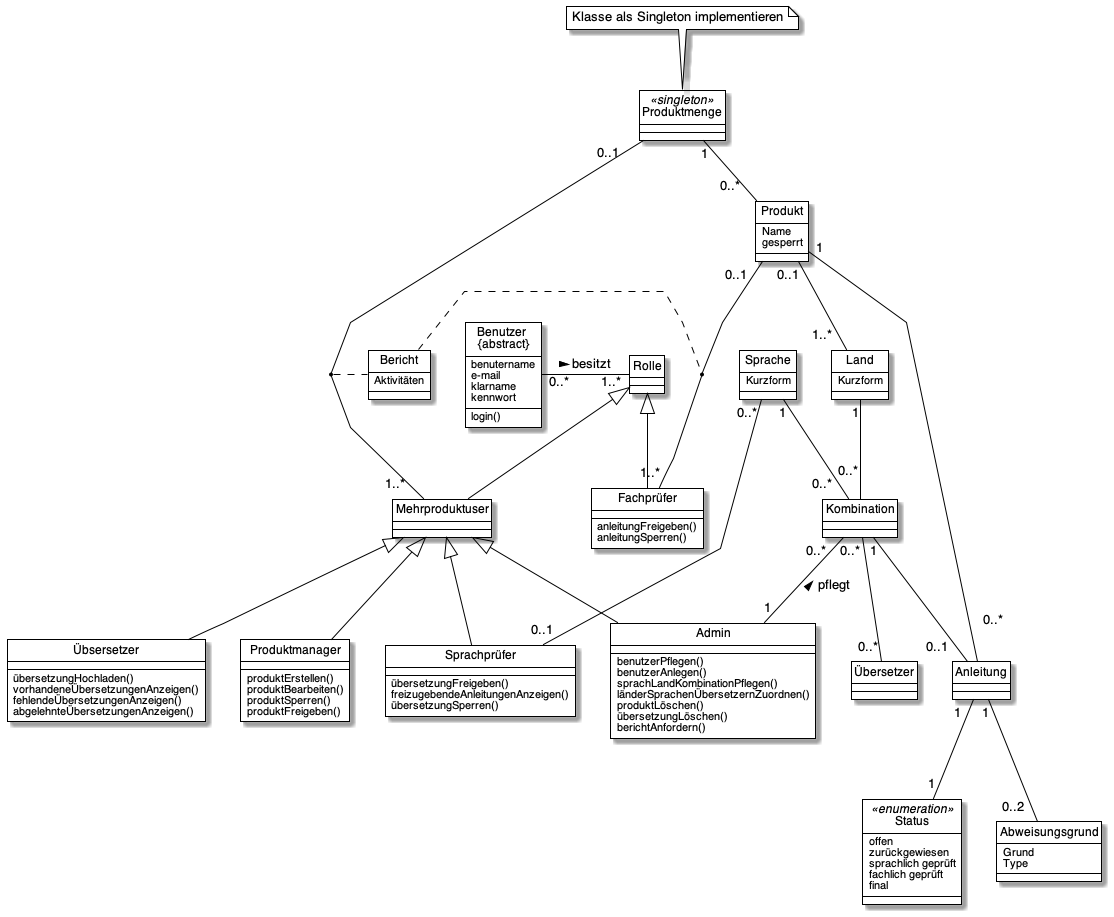 Klasse als Singleton implementieren
«singleton»
Produktmenge
0..1
1
0..*
Produkt
Name
gesperrt
1
0..1
0..1
1..*
Bericht
Aktivitäten
Benutzer
{abstract}
benutername
e-mail
klarname
kennwort
login()
► besitzt
0..*
1..*
Rolle
Sprache
Kurzform
Land
Kurzform
0..*
1
1
1..*
1..*
0..*
0..*
Mehrproduktuser
Fachprüfer
anleitungFreigeben()
anleitungSperren()
Kombination
0..*
0..*
1
pflegt
1
0..1
0..*
0..1
0..*
Übsersetzer
übersetzungHochladen()
vorhandeneÜbersetzungenAnzeigen()
fehlendeÜbersetzungenAnzeigen()
abgelehnteÜbersetzungenAnzeigen()
Produktmanager
produktErstellen()
produktBearbeiten()
produktSperren()
produktFreigeben()
Sprachprüfer
übersetzungFreigeben()
freizugebendeAnleitungenAnzeigen()
übersetzungSperren()
Admin
benutzerPflegen()
benutzerAnlegen()
sprachLandKombinationPflegen()
länderSprachenÜbersetzernZuordnen()
produktLöschen()
übersetzungLöschen()
berichtAnfordern()
Übersetzer
Anleitung
1
1
1
0..2
«enumeration»
Status
offen
zurückgewiesen
sprachlich geprüft
fachlich geprüft
final
Abweisungsgrund
Grund
Type